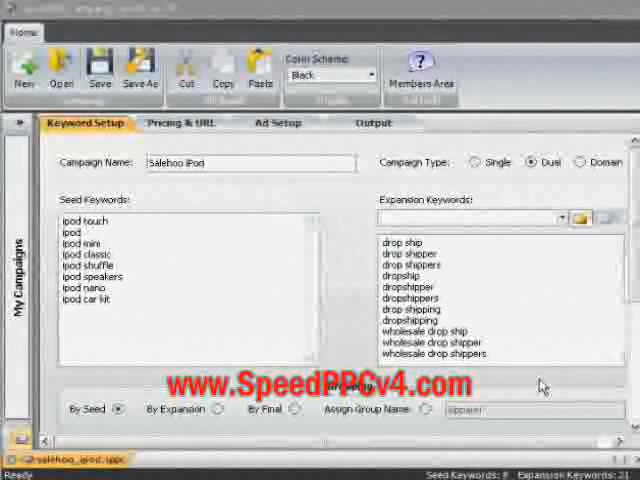 Home
New
Open
Save
Save As
Cut
Copy
Paste
Color Scheme:
Black
Members Area
Keyword Setup
Pricing & URL
Ad Setup
Output
Campaign Name:
Salehoo iPod
Campaign Type:
Single
Dual
Domain
Seed Keywords:
ipod touch
ipod
ipod mini
ipod classic
ipod shuffle
ipod speakers
ipod nano
ipod car kit
Expansion Keywords:
drop ship
drop shipper
drop shippers
dropship
dropshipper
dropshippers
drop shipping
dropshipping
wholesale drop ship
wholesale drop shipper
wholesale drop shippers
My Campaigns
www.SpeedPPCv4.com
Grouping
By Seed
By Expansion
By Final
Assign Group Name:
salehoo_ipod.sppc
Ready
Seed Keywords: 8
Expansion Keywords: 21